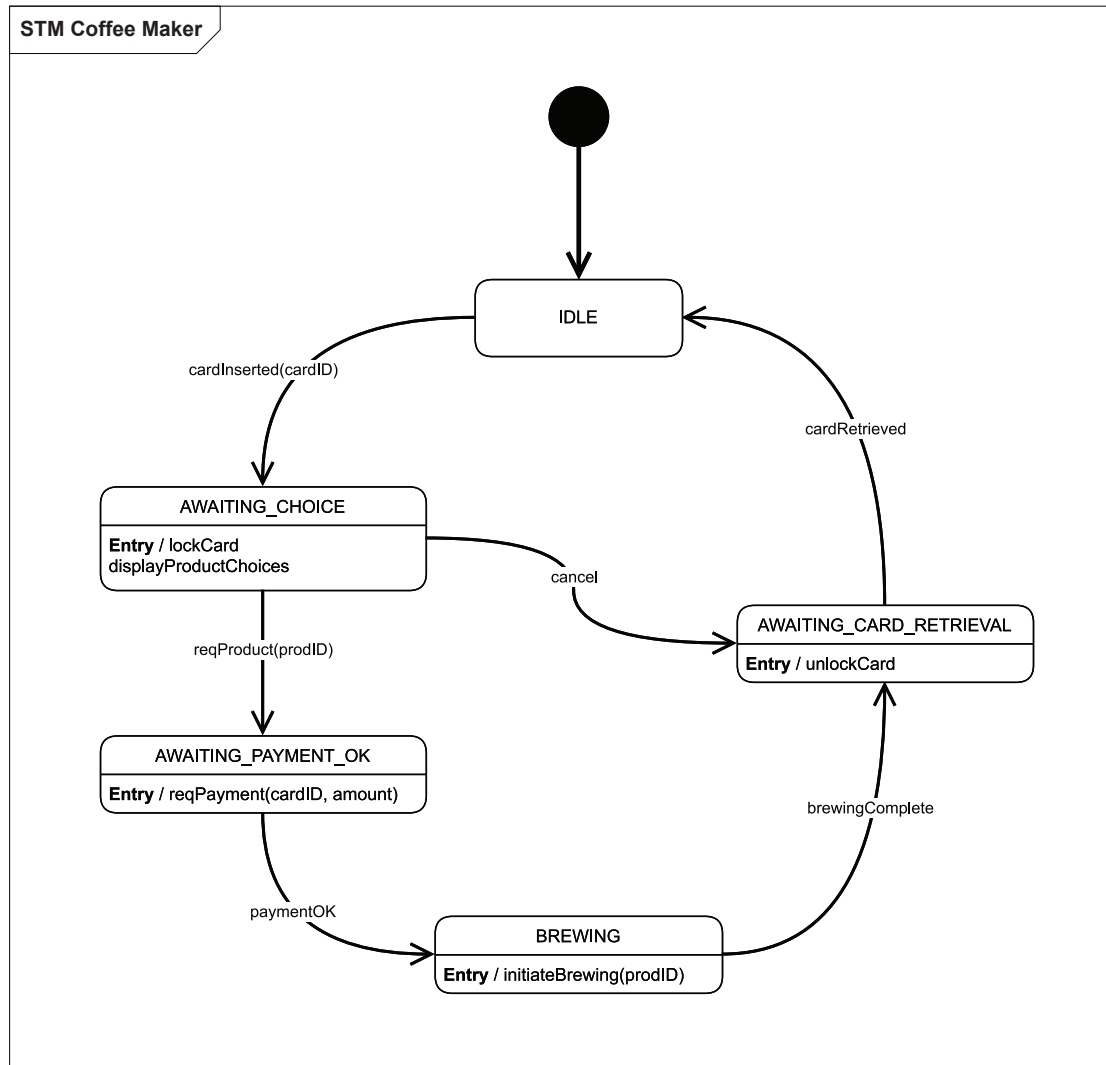 STM Coffee Maker
IDLE
cardInserted(cardID)
cardRetrieved
AWAITING_CHOICE
Entry / lockCard
displayProductChoices
cancel
AWAITING_CARD_RETRIEVAL
Entry / unlockCard
reqProduct(prodID)
AWAITING_PAYMENT_OK
Entry / reqPayment(cardID, amount)
brewingComplete
paymentOK
BREWING
Entry / initiateBrewing(prodID)